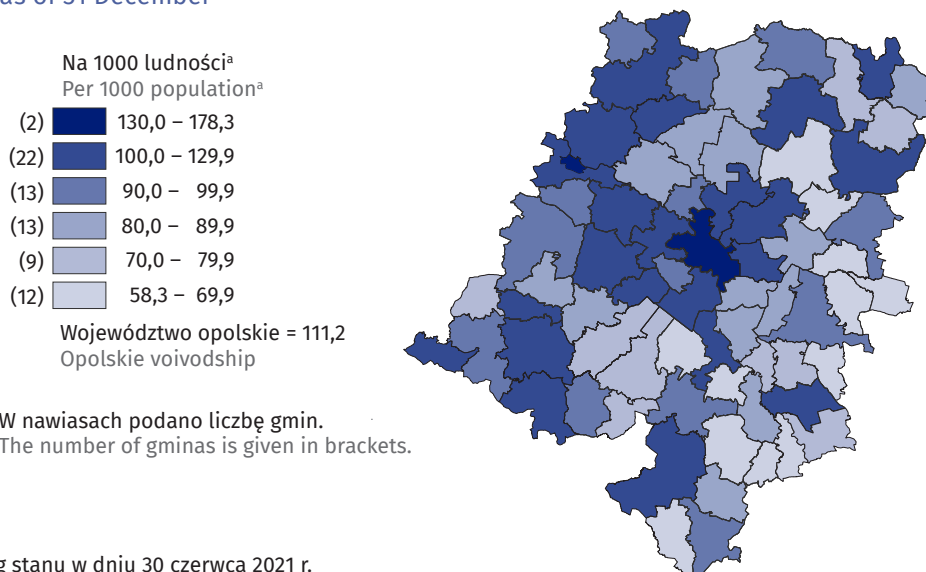 as of 31 December
Na 1000 ludnościᵃ
Per 1000 populationᵃ
(2) 130,0 – 178,3
(22) 100,0 – 129,9
(13) 90,0 – 99,9
(13) 80,0 – 89,9
(9) 70,0 – 79,9
(12) 58,3 – 69,9
Województwo opolskie = 111,2
Opolskie voivodship
W nawiasach podano liczbę gmin.
The number of gminas is given in brackets.
g stanu w dniu 30 czerwca 2021 r.